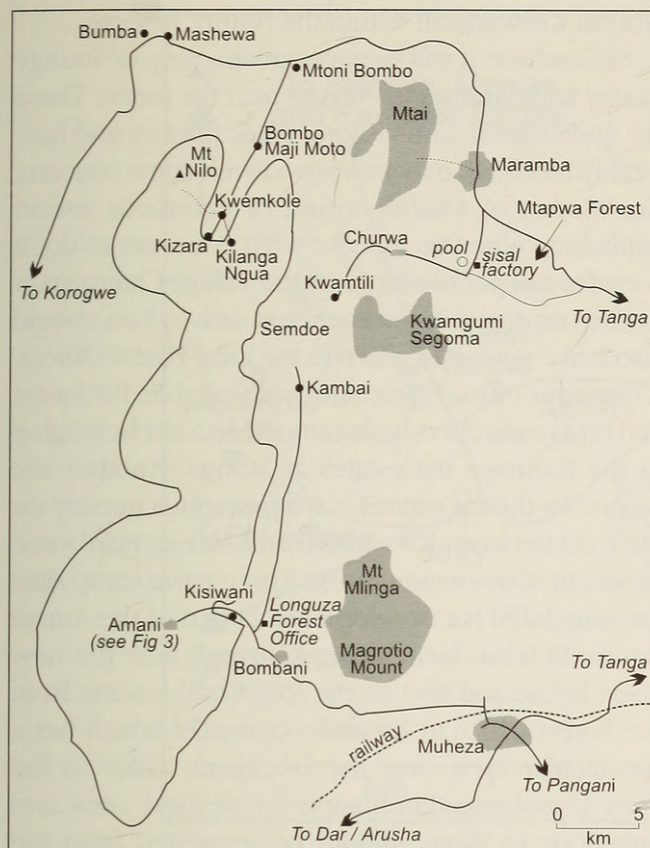 Bumba
Mashewa
Mtoni Bombo
Mtai
Bombo
Maji Moto
Mt
Nilo
Maramba
Kwemkole
Mtapwa Forest
Churwa
pool
sisal
factory
Kizara
Kilanga
Ngua
To Korogwe
Kwamtili
To Tanga
Semdoe
Kwamgumi
Segoma
Kambai
Mt
Mlinga
Kisiwani
Longuza
Forest
Office
Amani
(see Fig 3)
Magrotio
Mount
Bombani
To Tanga
railway
Muheza
To Pangani
To Dar / Arusha
0 5
km